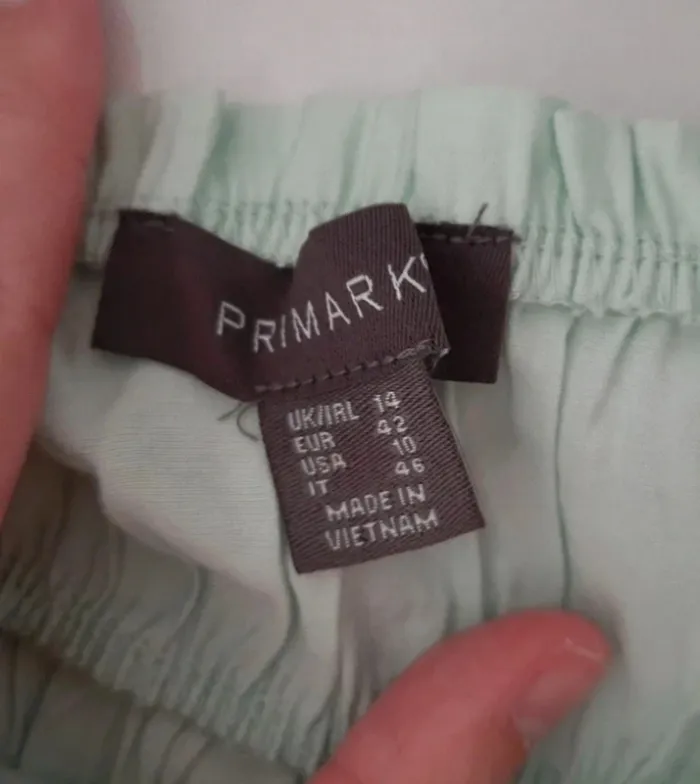 PRIMARK
UK/IRL 14
EUR 42
USA 10
IT 46
MADE IN
VIETNAM